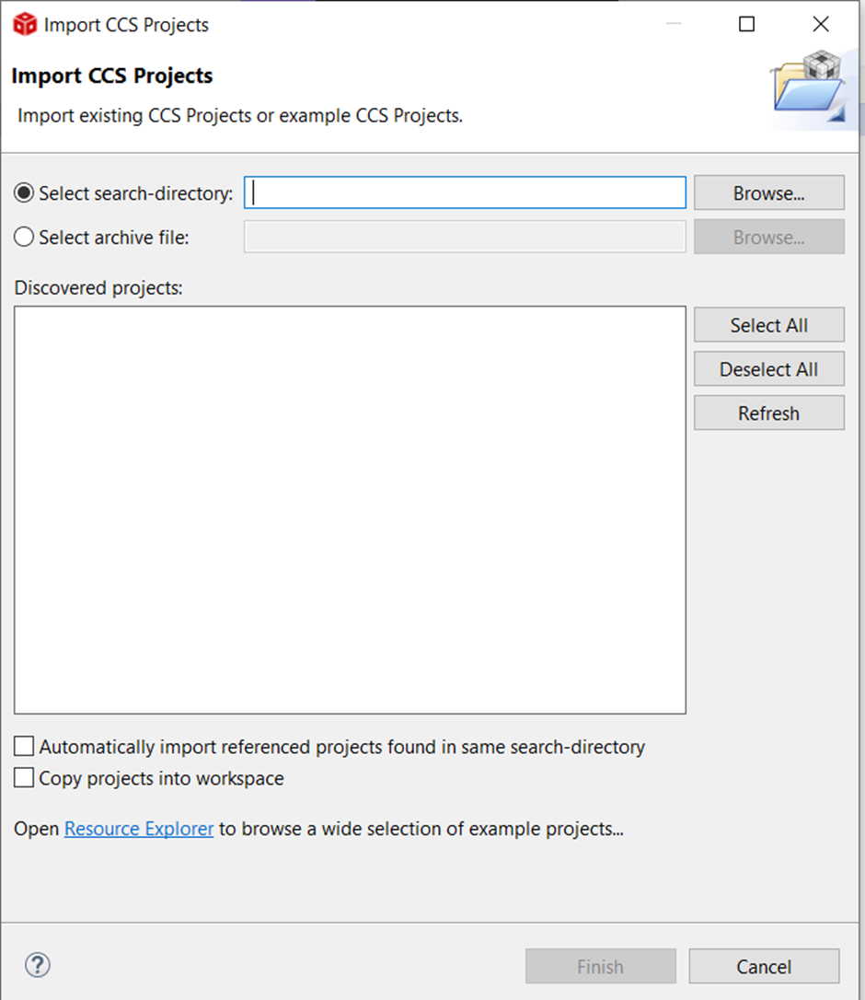 Import CCS Projects
Import CCS Projects
Import existing CCS Projects or example CCS Projects.
Select search-directory: Browse...
Select archive file: Browse...
Discovered projects:
Select All
Deselect All
Refresh
Automatically import referenced projects found in same search-directory
Copy projects into workspace
Open Resource Explorer to browse a wide selection of example projects...
? Finish Cancel